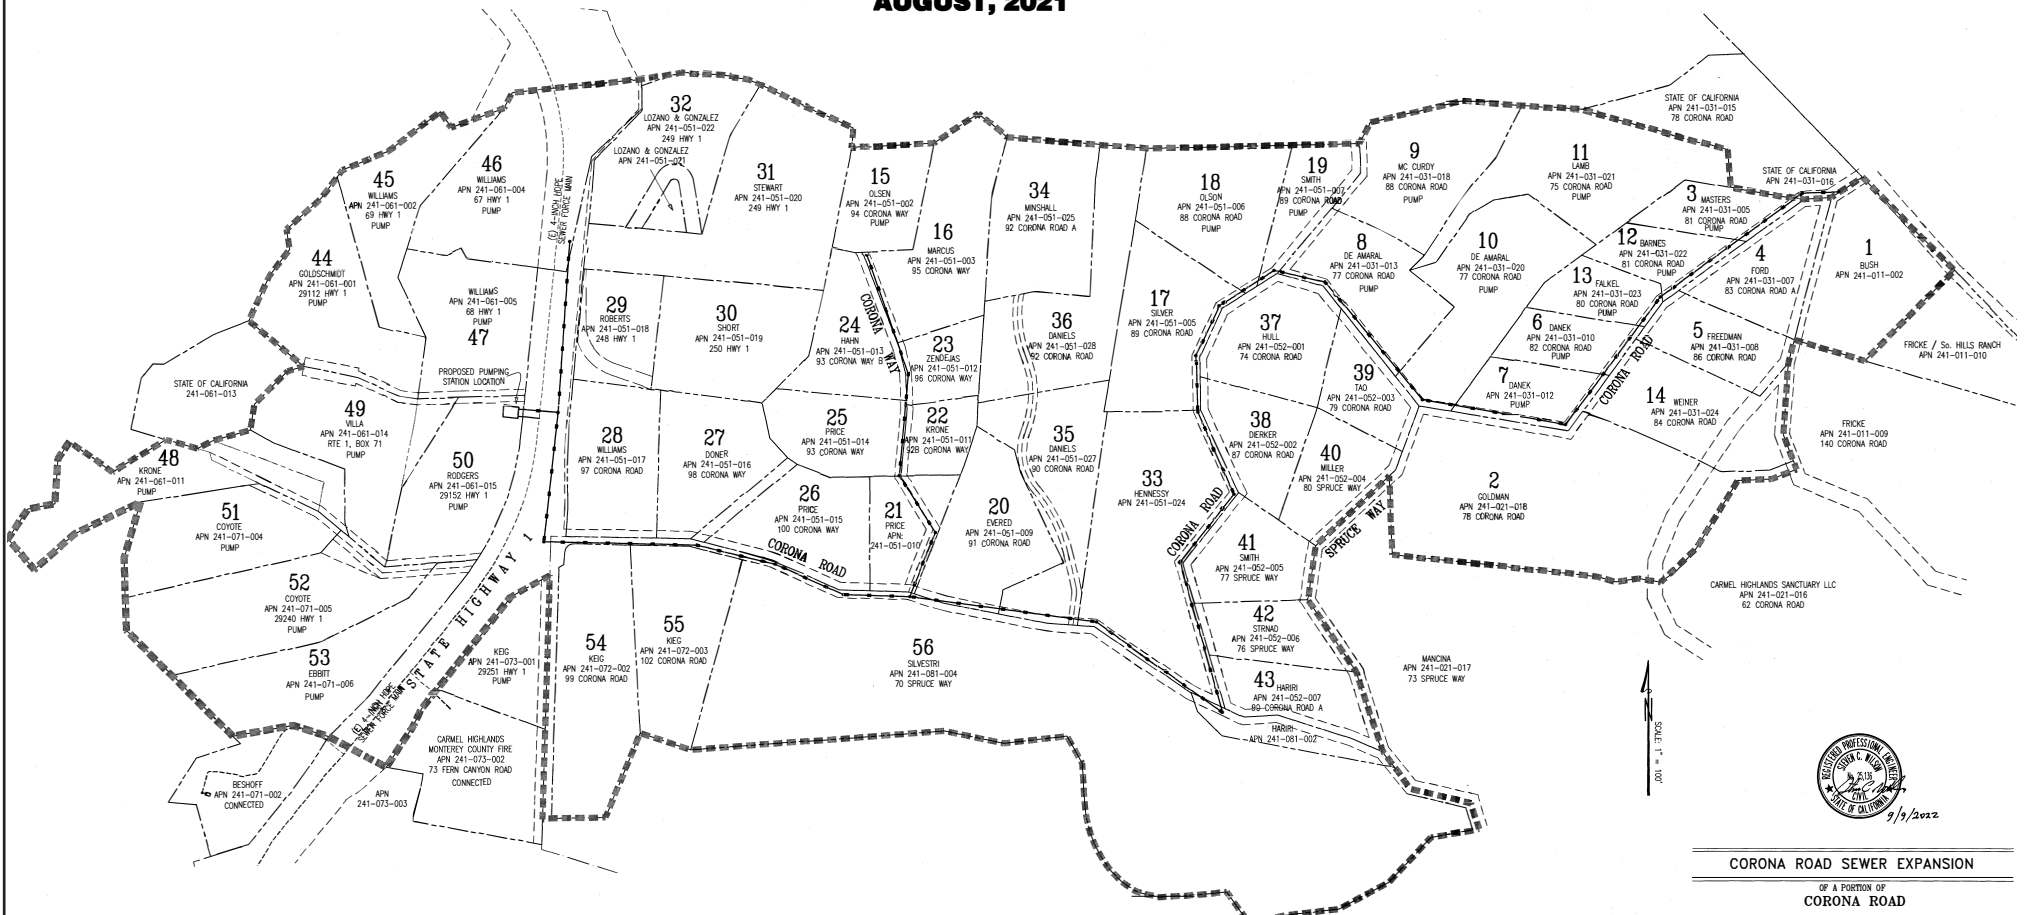 AUGUST, 2021
32
LOZANO & GONZALEZ
APN 241-051-022
249 HWY 1
LOZANO & GONZALEZ
APN 241-051-021
46
WILLIAMS
APN 241-061-004
67 HWY 1
PUMP
45
WILLIAMS
APN 241-061-002
69 HWY 1
PUMP
44
GOLDSCHMIDT
APN 241-061-001
29112 HWY 1
PUMP
WILLIAMS
APN 241-061-005
68 HWY 1
PUMP
47
(E) 4-INCH HDPE
SEWER FORCE MAIN
31
STEWART
APN 241-051-020
249 HWY 1
15
OLSEN
APN 241-051-002
94 CORONA WAY
PUMP
16
MARCUS
APN 241-051-003
95 CORONA WAY
34
MINSHALL
APN 241-051-025
92 CORONA ROAD A
18
OLSON
APN 241-051-006
88 CORONA ROAD
PUMP
19
SMITH
APN 241-051-007
89 CORONA ROAD
PUMP
9
MC CURDY
APN 241-031-018
88 CORONA ROAD
PUMP
11
LAMB
APN 241-031-021
75 CORONA ROAD
PUMP
STATE OF CALIFORNIA
APN 241-031-015
78 CORONA ROAD
STATE OF CALIFORNIA
APN 241-031-016
3
MASTERS
APN 241-031-005
81 CORONA ROAD
PUMP
12 BARNES
APN 241-031-022
81 CORONA ROAD
PUMP
13 FALKEL
APN 241-031-023
80 CORONA ROAD
PUMP
4
FORD
APN 241-031-007
83 CORONA ROAD A
1
BUSH
APN 241-011-002
8
DE AMARAL
APN 241-031-013
77 CORONA ROAD
PUMP
10
DE AMARAL
APN 241-031-020
77 CORONA ROAD
PUMP
6 DANEK
APN 241-031-010
82 CORONA ROAD
PUMP
5 FREEDMAN
APN 241-031-008
86 CORONA ROAD
7
DANEK
APN 241-031-012
PUMP
14 WEINER
APN 241-031-024
84 CORONA ROAD
CORONA ROAD
FRICKE / So. HILLS RANCH
APN 241-011-010
FRICKE
APN 241-011-009
140 CORONA ROAD
29
ROBERTS
APN 241-051-018
248 HWY 1
30
SHORT
APN 241-051-019
250 HWY 1
24
HAHN
APN 241-051-013
93 CORONA WAY B
CORONA WAY
23
ZENDEJAS
APN 241-051-012
96 CORONA WAY
36
DANIELS
APN 241-051-028
92 CORONA ROAD
17
SILVER
APN 241-051-005
89 CORONA ROAD
37
HULL
APN 241-052-001
74 CORONA ROAD
39
TAO
APN 241-052-003
79 CORONA ROAD
38
DIERKER
APN 241-052-002
87 CORONA ROAD
40
MILLER
APN 241-052-004
80 SPRUCE WAY
2
GOLDMAN
APN 241-021-018
78 CORONA ROAD
STATE OF CALIFORNIA
241-061-013
PROPOSED PUMPING
STATION LOCATION
49
VILLA
APN 241-061-014
RTE 1, BOX 71
PUMP
48
KRONE
APN 241-061-011
PUMP
50
RODGERS
APN 241-061-015
29152 HWY 1
PUMP
51
COYOTE
APN 241-071-004
PUMP
52
COYOTE
APN 241-071-005
29240 HWY 1
PUMP
53
EBBITT
APN 241-071-006
PUMP
STATE HIGHWAY 1
(E) 4-INCH HDPE
SEWER FORCE MAIN
28
WILLIAMS
APN 241-051-017
97 CORONA ROAD
27
DONER
APN 241-051-016
98 CORONA WAY
25
PRICE
APN 241-051-014
93 CORONA WAY
22
KRONE
APN 241-051-011
92B CORONA WAY
26
PRICE
APN 241-051-015
100 CORONA WAY
21
PRICE
APN:
241-051-010
20
EVERED
APN 241-051-009
91 CORONA ROAD
35
DANIELS
APN 241-051-027
90 CORONA ROAD
33
HENNESSY
APN 241-051-024
CORONA ROAD
CORONA ROAD
SPRUCE WAY
41
SMITH
APN 241-052-005
77 SPRUCE WAY
42
STRNAD
APN 241-052-006
76 SPRUCE WAY
43 HARIRI
APN 241-052-007
99 CORONA ROAD A
HARIRI
APN 241-081-002
KEIG
APN 241-073-001
29251 HWY 1
PUMP
54
KEIG
APN 241-072-002
99 CORONA ROAD
55
KIEG
APN 241-072-003
102 CORONA ROAD
56
SILVESTRI
APN 241-081-004
70 SPRUCE WAY
MANCINA
APN 241-021-017
73 SPRUCE WAY
CARMEL HIGHLANDS SANCTUARY LLC
APN 241-021-016
62 CORONA ROAD
CARMEL HIGHLANDS
MONTEREY COUNTY FIRE
APN 241-073-002
73 FERN CANYON ROAD
CONNECTED
BESHOFF
APN 241-071-002
CONNECTED
APN
241-073-003
N
SCALE: 1" = 100'
REGISTERED PROFESSIONAL ENGINEER
STEVEN C. WILSON
No. 25,136
CIVIL
STATE OF CALIFORNIA
9/9/2022
CORONA ROAD SEWER EXPANSION
OF A PORTION OF
CORONA ROAD